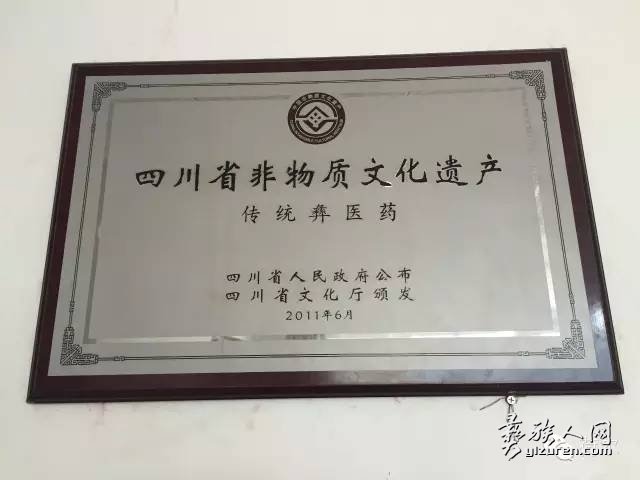 四川省非物质文化遗产
传统彝医药
四川省人民政府公布
四川省文化厅颁发
2011年6月
彝族人网
yizuren.com